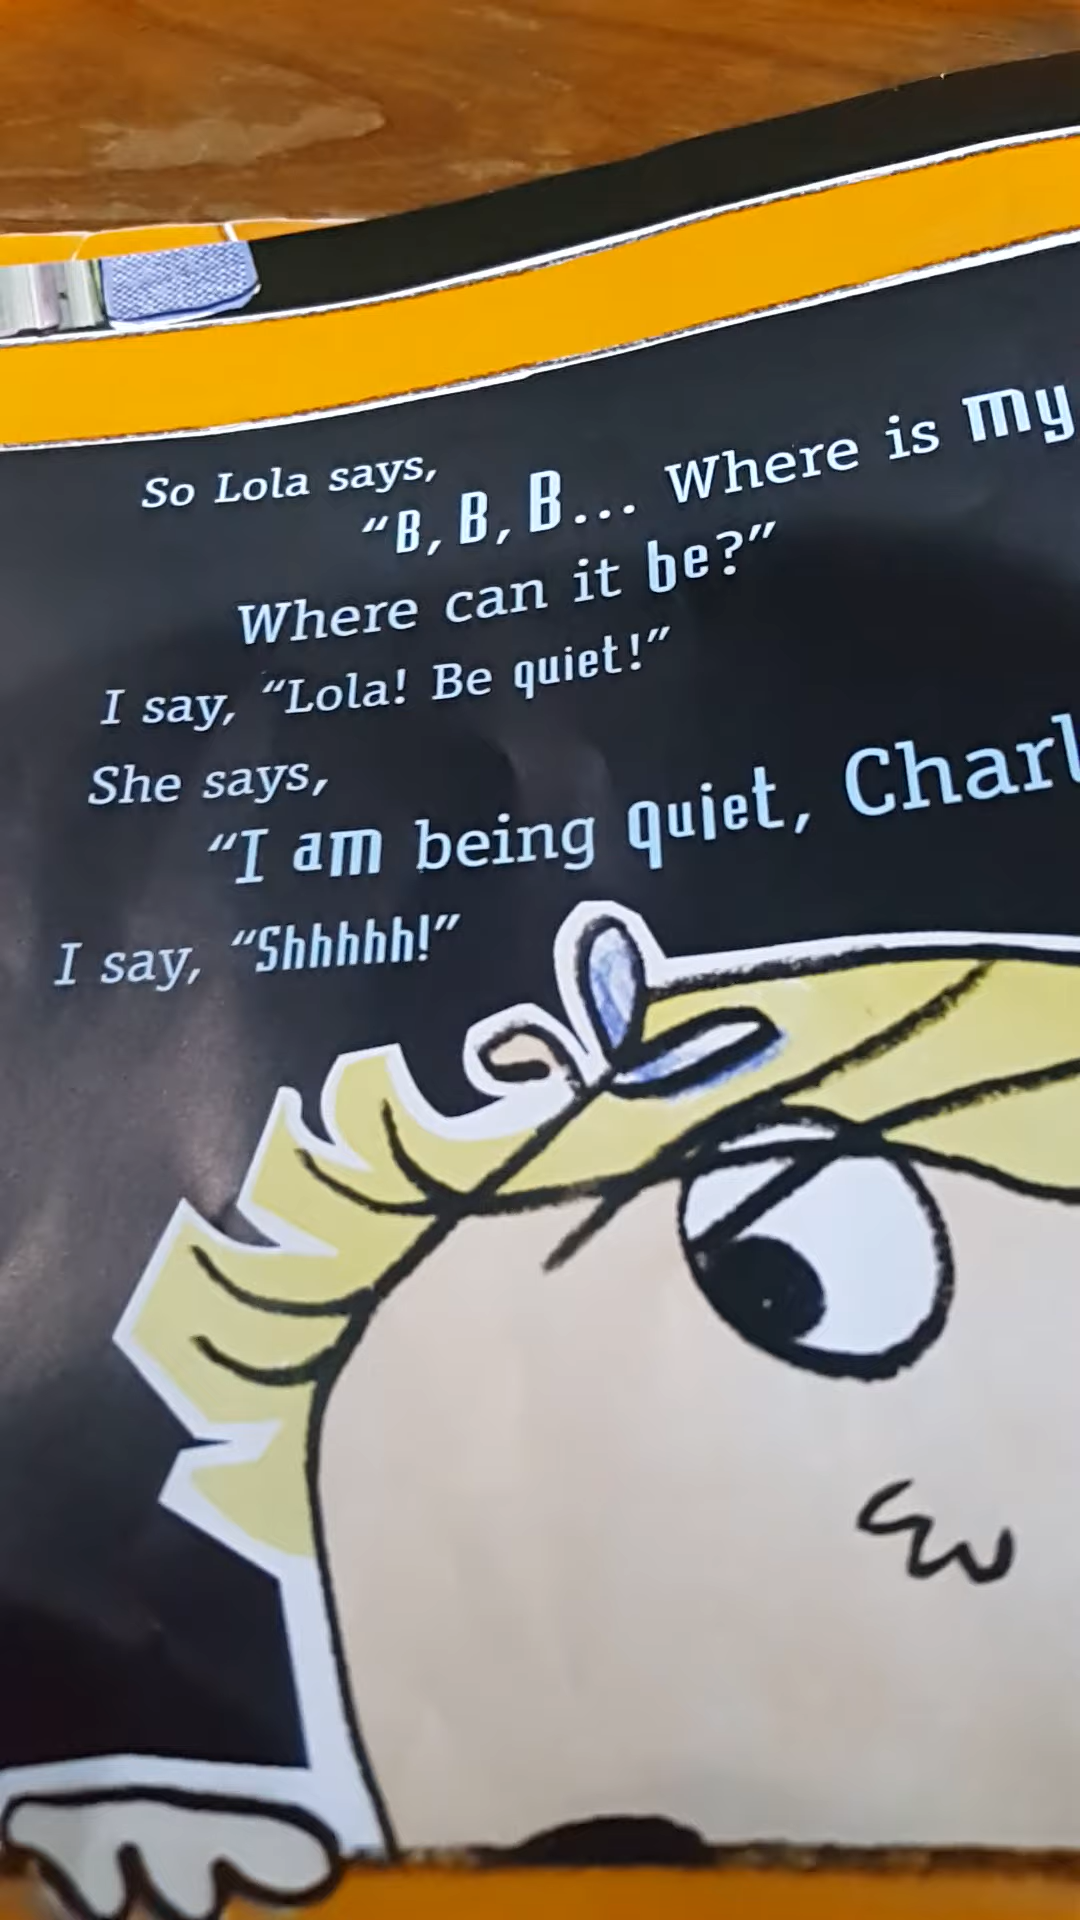 So Lola says,
“B, B, B... Where is my
Where can it be?”
I say, “Lola! Be quiet!”
She says,
“I am being quiet, Charl
I say, “Shhhhh!”